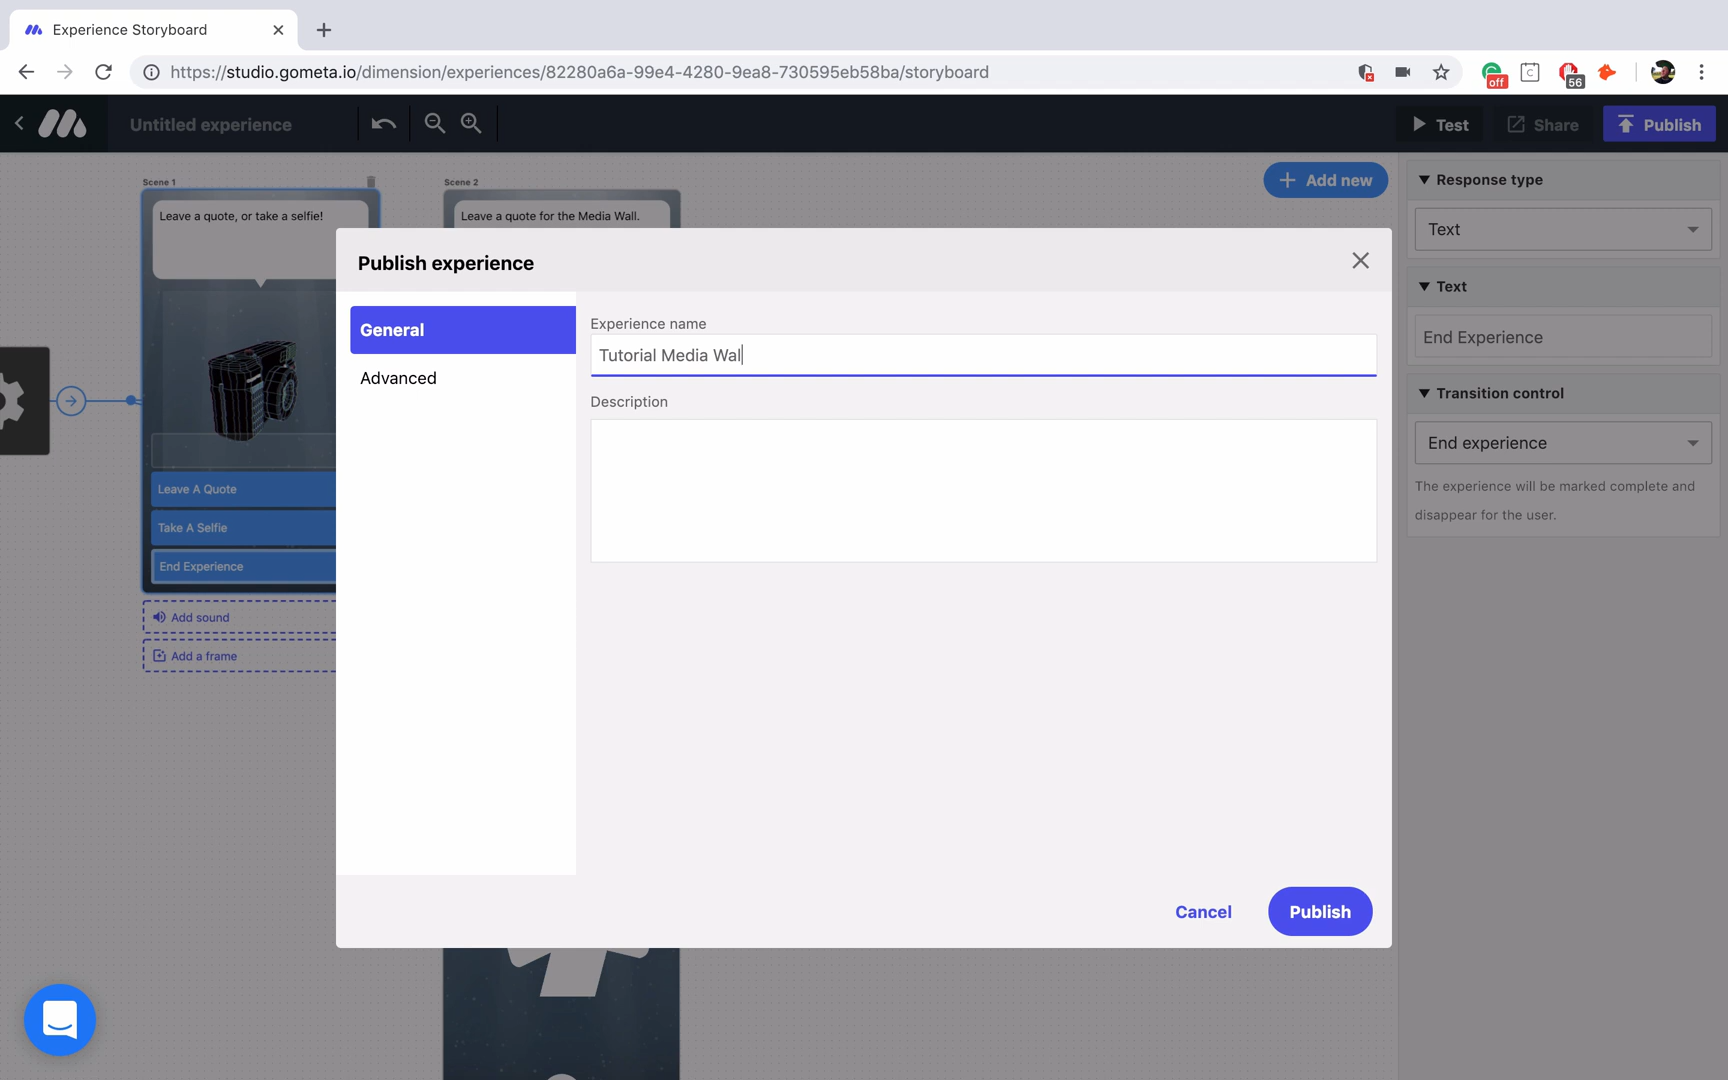 Experience Storyboard
https://studio.gometa.io/dimension/experiences/82280a6a-99e4-4280-9ea8-730595eb58ba/storyboard
off
C
56
Untitled experience
Test
Share
Publish
Scene 1
Scene 2
Add new
Response type
Leave a quote, or take a selfie!
Leave a quote for the Media Wall.
Text
Publish experience
Text
General
Experience name
End Experience
Tutorial Media Wal
Advanced
Description
Transition control
End experience
Leave A Quote
The experience will be marked complete and
disappear for the user.
Take A Selfie
End Experience
Add sound
Add a frame
Cancel
Publish